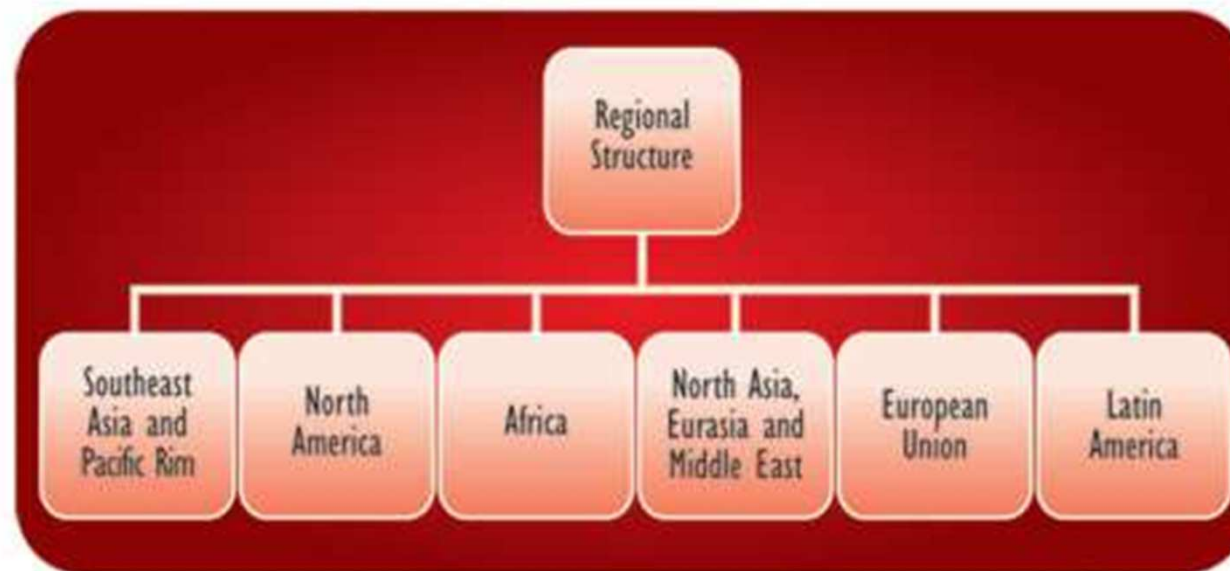 Regional
Structure
Southeast
Asia and
Pacific Rim
North
America
Africa
North Asia,
Eurasia and
Middle East
European
Union
Latin
America